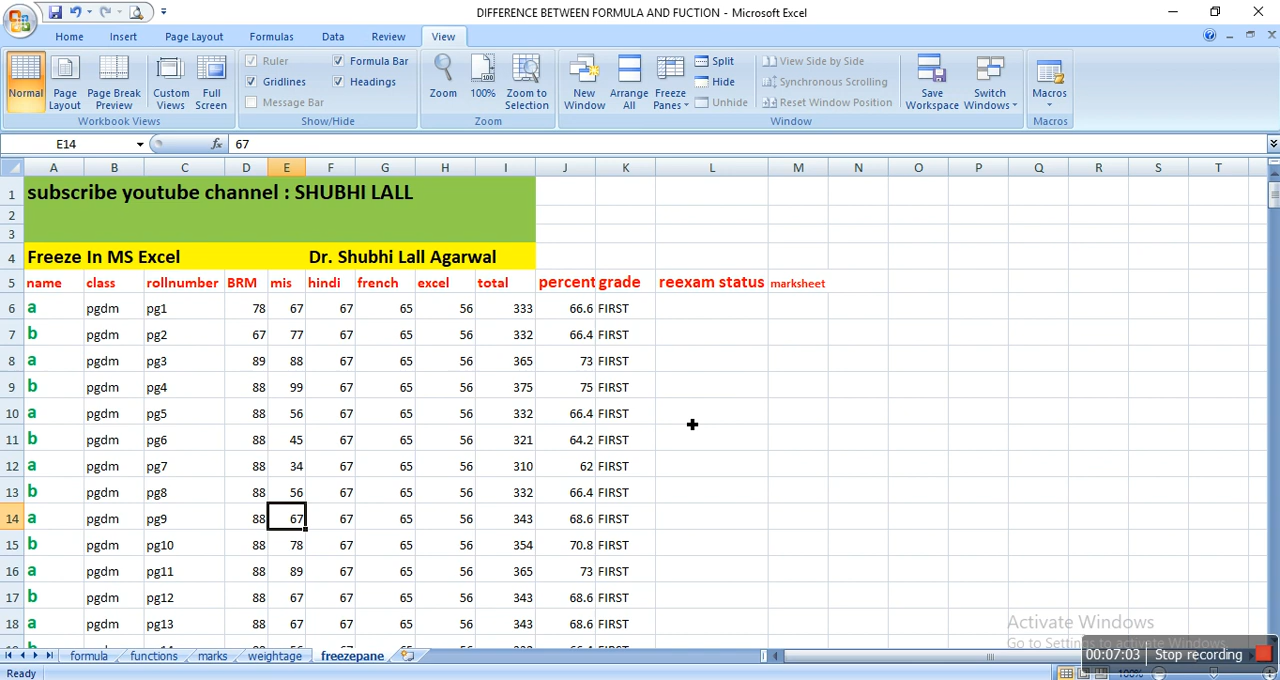 DIFFERENCE BETWEEN FORMULA AND FUCTION - Microsoft Excel
Home Insert Page Layout Formulas Data Review View
Normal Page Layout Page Break Preview Custom Views Full Screen
Workbook Views
Ruler Formula Bar
Gridlines Headings
Message Bar
Show/Hide
Zoom 100% Zoom to Selection
Zoom
New Window Arrange All Freeze Panes
Split
Hide
Unhide
View Side by Side
Synchronous Scrolling
Reset Window Position
Save Workspace Switch Windows
Window
Macros
Macros
E14 fx 67
A B C D E F G H I J K L M N O P Q R S T
1 subscribe youtube channel : SHUBHI LALL
2
3
4 Freeze In MS Excel Dr. Shubhi Lall Agarwal
5 name class rollnumber BRM mis hindi french excel total percent grade reexam status marksheet
6 a pgdm pg1 78 67 67 65 56 333 66.6 FIRST
7 b pgdm pg2 67 77 67 65 56 332 66.4 FIRST
8 a pgdm pg3 89 88 67 65 56 365 73 FIRST
9 b pgdm pg4 88 99 67 65 56 375 75 FIRST
10 a pgdm pg5 88 56 67 65 56 332 66.4 FIRST
11 b pgdm pg6 88 45 67 65 56 321 64.2 FIRST
12 a pgdm pg7 88 34 67 65 56 310 62 FIRST
13 b pgdm pg8 88 56 67 65 56 332 66.4 FIRST
14 a pgdm pg9 88 67 67 65 56 343 68.6 FIRST
15 b pgdm pg10 88 78 67 65 56 354 70.8 FIRST
16 a pgdm pg11 88 89 67 65 56 365 73 FIRST
17 b pgdm pg12 88 67 67 65 56 343 68.6 FIRST
18 a pgdm pg13 88 67 67 65 56 343 68.6 FIRST
Activate Windows
Go to Settings to activate Windows.
formula functions marks weightage freezepane
00:07:03 Stop recording
Ready 100%